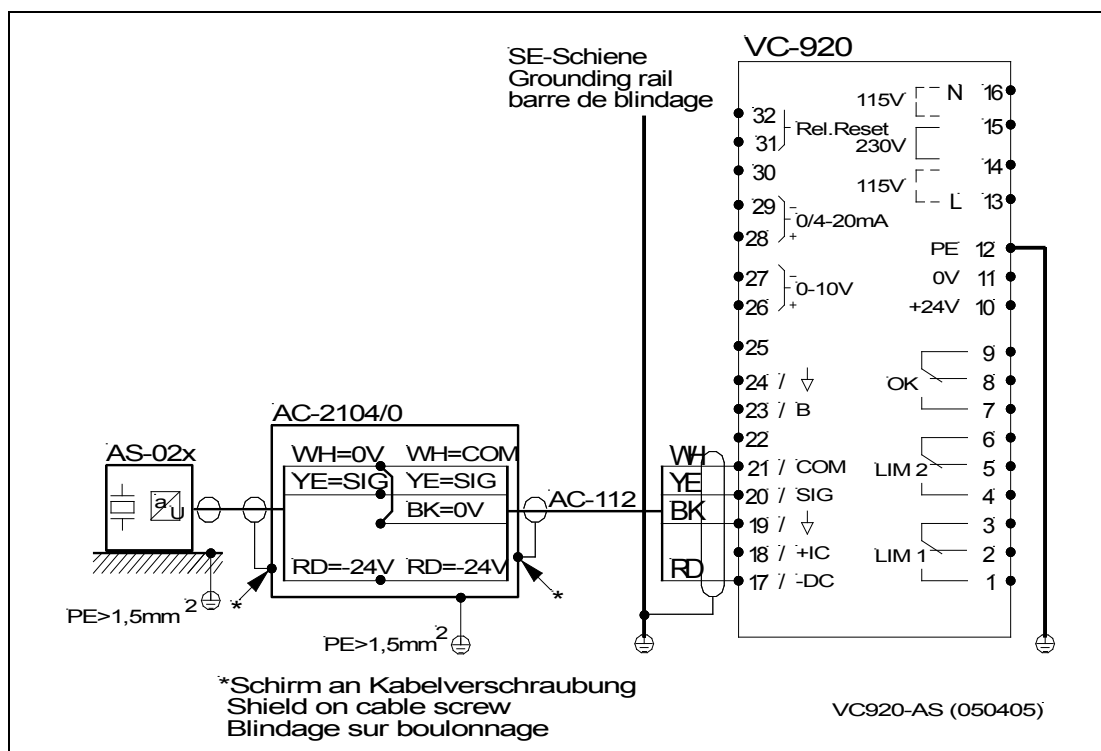 SE-Schiene
Grounding rail
barre de blindage
VC-920
32
31
Rel.Reset
30
29
28
-
+
0/4-20mA
27
26
-
+
0-10V
25
24 /
23 / B
22
21 / COM
20 / SIG
19 /
18 / +IC
17 / -DC
115V
N
16
15
230V
14
115V
L
13
PE 12
0V 11
+24V 10
9
OK
8
7
6
LIM 2
5
4
3
LIM 1
2
1
AS-02x
a
U
PE>1,5mm²
AC-2104/0
WH=0V WH=COM
YE=SIG YE=SIG
BK=0V
RD=-24V RD=-24V
*
*
PE>1,5mm²
AC-112
WH
YE
BK
RD
*Schirm an Kabelverschraubung
Shield on cable screw
Blindage sur boulonnage
VC920-AS (050405)